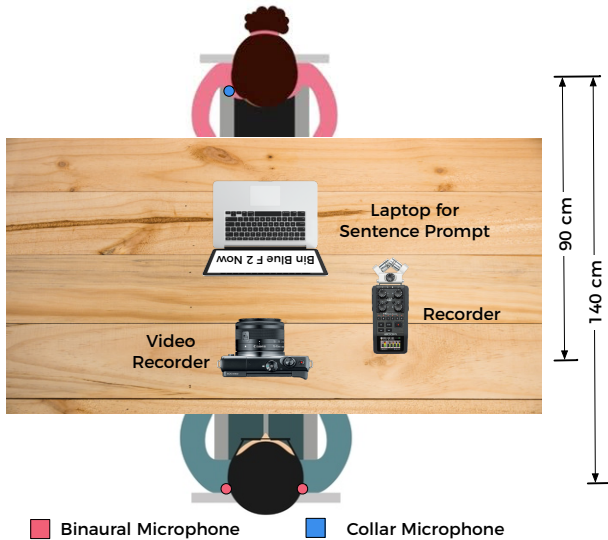 Laptop for
Sentence Prompt
Bin Blue F 2 Now
Recorder
Video
Recorder
90 cm
140 cm
Binaural Microphone
Collar Microphone